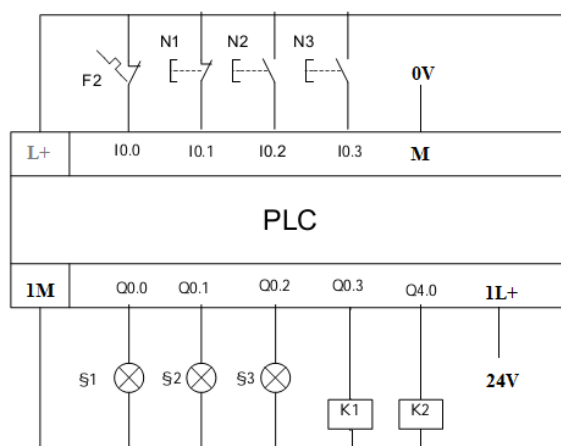 N1 N2 N3
F2 0V
L+ I0.0 I0.1 I0.2 I0.3 M
PLC
1M Q0.0 Q0.1 Q0.2 Q0.3 Q4.0 1L+
§1 §2 §3 24V
K1 K2